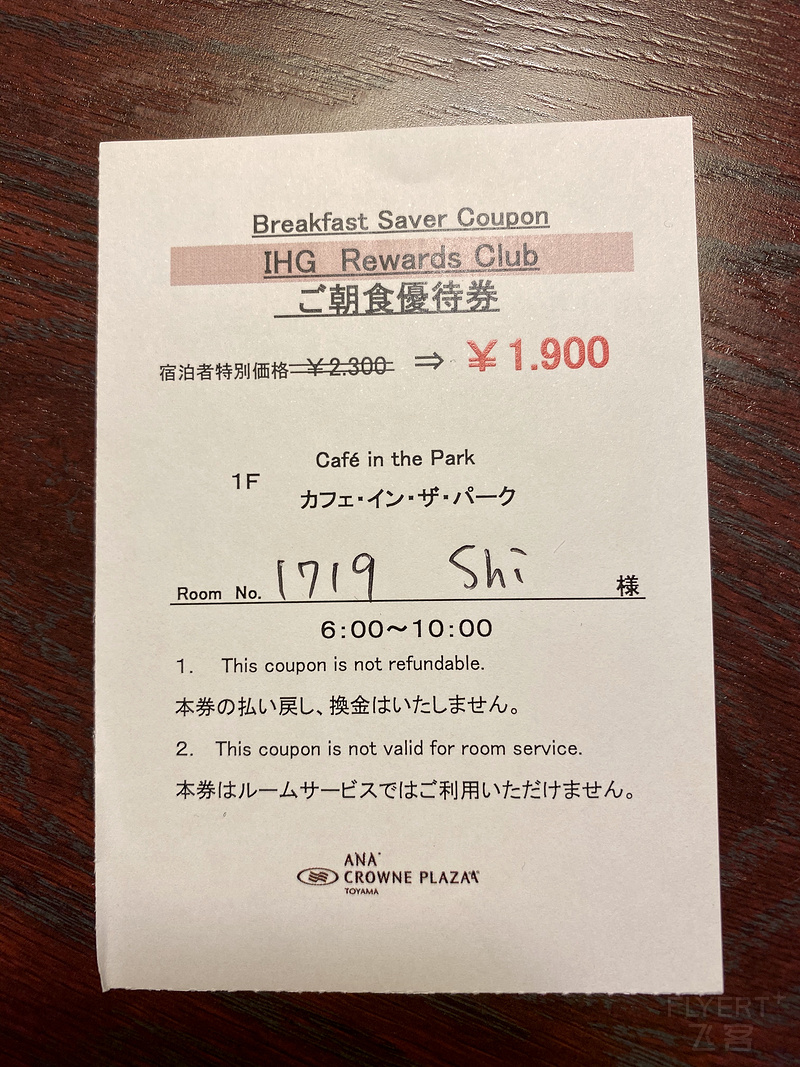 Breakfast Saver Coupon
IHG Rewards Club
ご朝食優待券
宿泊者特別価格 ￥2.300 ⇒ ￥1.900
Café in the Park
1F
カフェ・イン・ザ・パーク
Room No. 1719 Shi 様
6:00～10:00
1. This coupon is not refundable.
本券の払い戻し、換金はいたしません。
2. This coupon is not valid for room service.
本券はルームサービスではご利用いただけません。
ANA
CROWNE PLAZA
TOYAMA
FLYERT
飞客